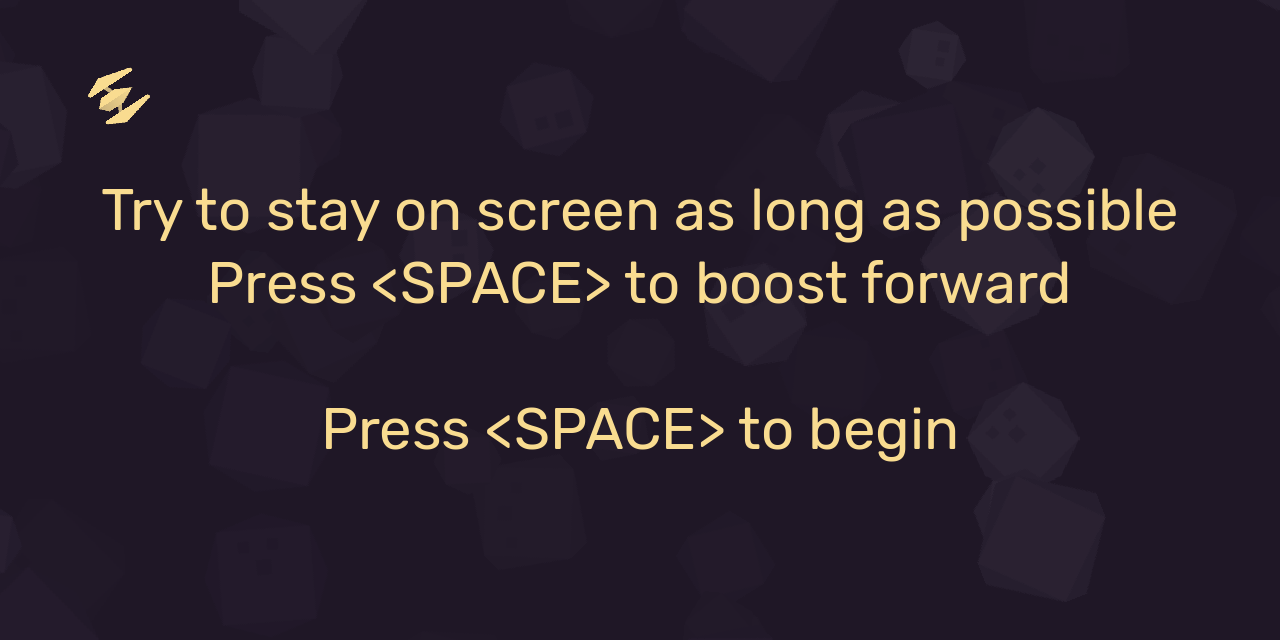 Try to stay on screen as long as possible
Press <SPACE> to boost forward
Press <SPACE> to begin